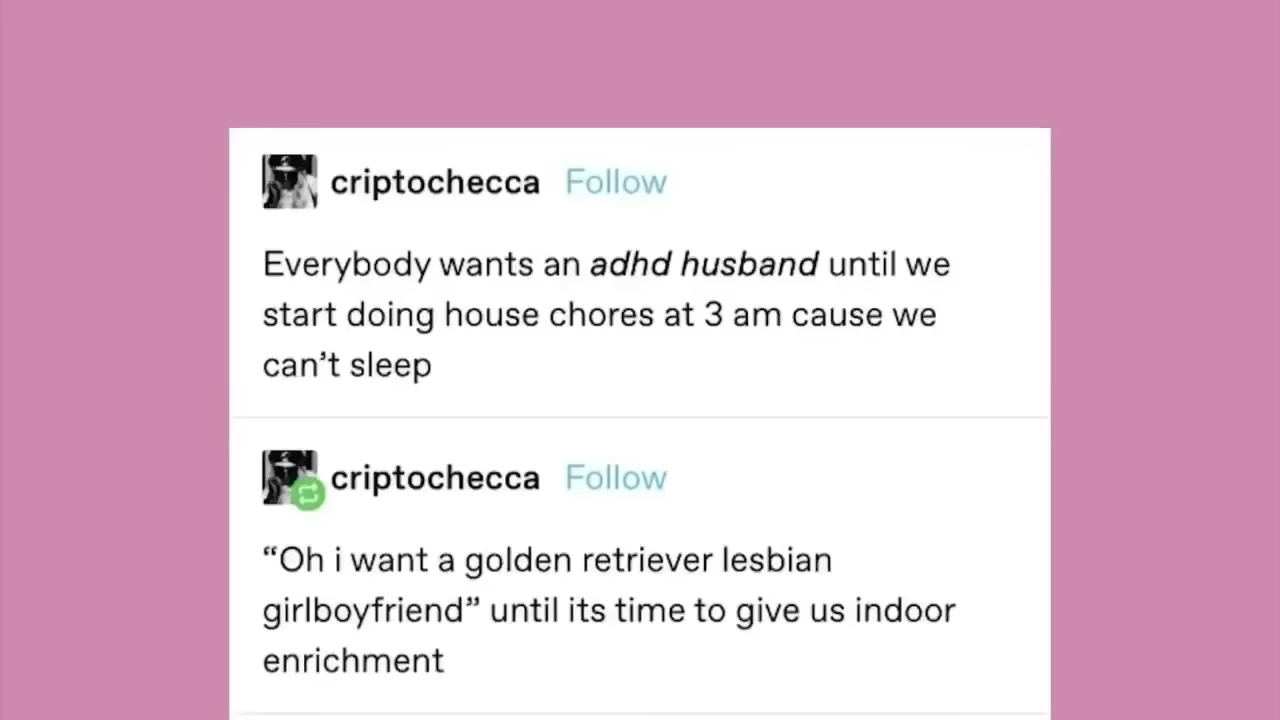 criptochecca Follow
Everybody wants an adhd husband until we
start doing house chores at 3 am cause we
can’t sleep
criptochecca Follow
“Oh i want a golden retriever lesbian
girlboyfriend” until its time to give us indoor
enrichment